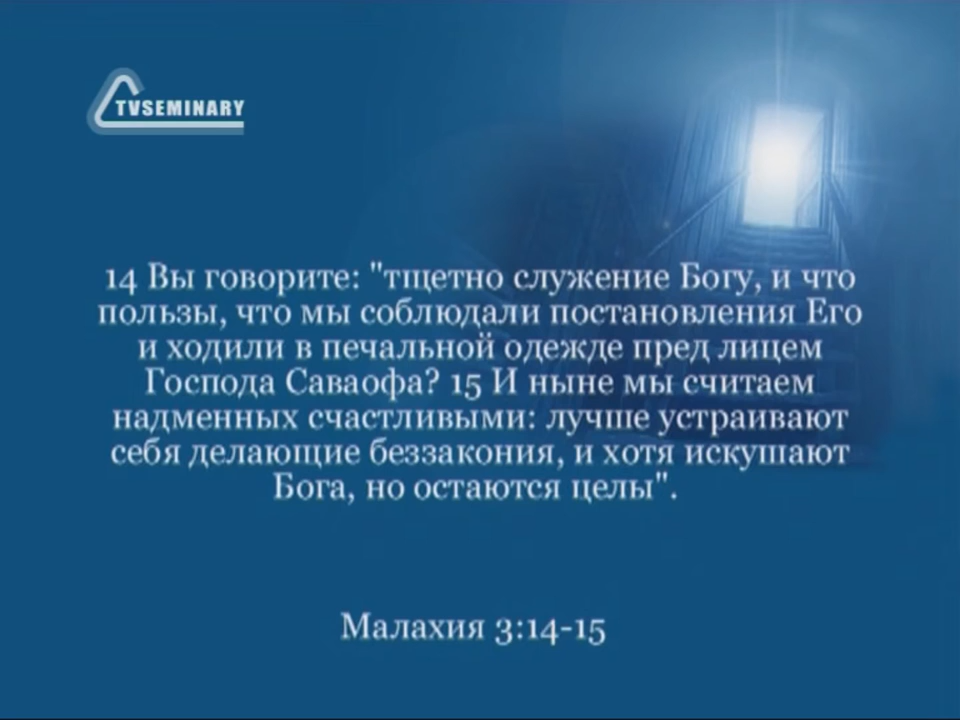 TVSEMINARY
14 Вы говорите: "тщетно служение Богу, и что
пользы, что мы соблюдали постановления Его
и ходили в печальной одежде пред лицем
Господа Саваофа? 15 И ныне мы считаем
надменных счастливыми: лучше устраивают
себя делающие беззакония, и хотя искушают
Бога, но остаются целы".
Малахия 3:14-15